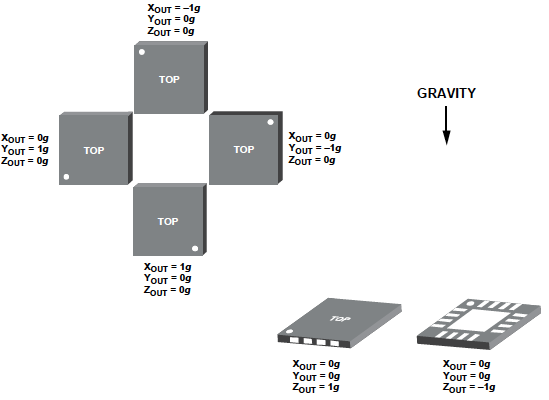 XOUT = –1g
YOUT = 0g
ZOUT = 0g
TOP
GRAVITY
XOUT = 0g
YOUT = 1g
ZOUT = 0g
TOP
TOP
XOUT = 0g
YOUT = –1g
ZOUT = 0g
TOP
XOUT = 1g
YOUT = 0g
ZOUT = 0g
TOP
XOUT = 0g
YOUT = 0g
ZOUT = 1g
XOUT = 0g
YOUT = 0g
ZOUT = –1g